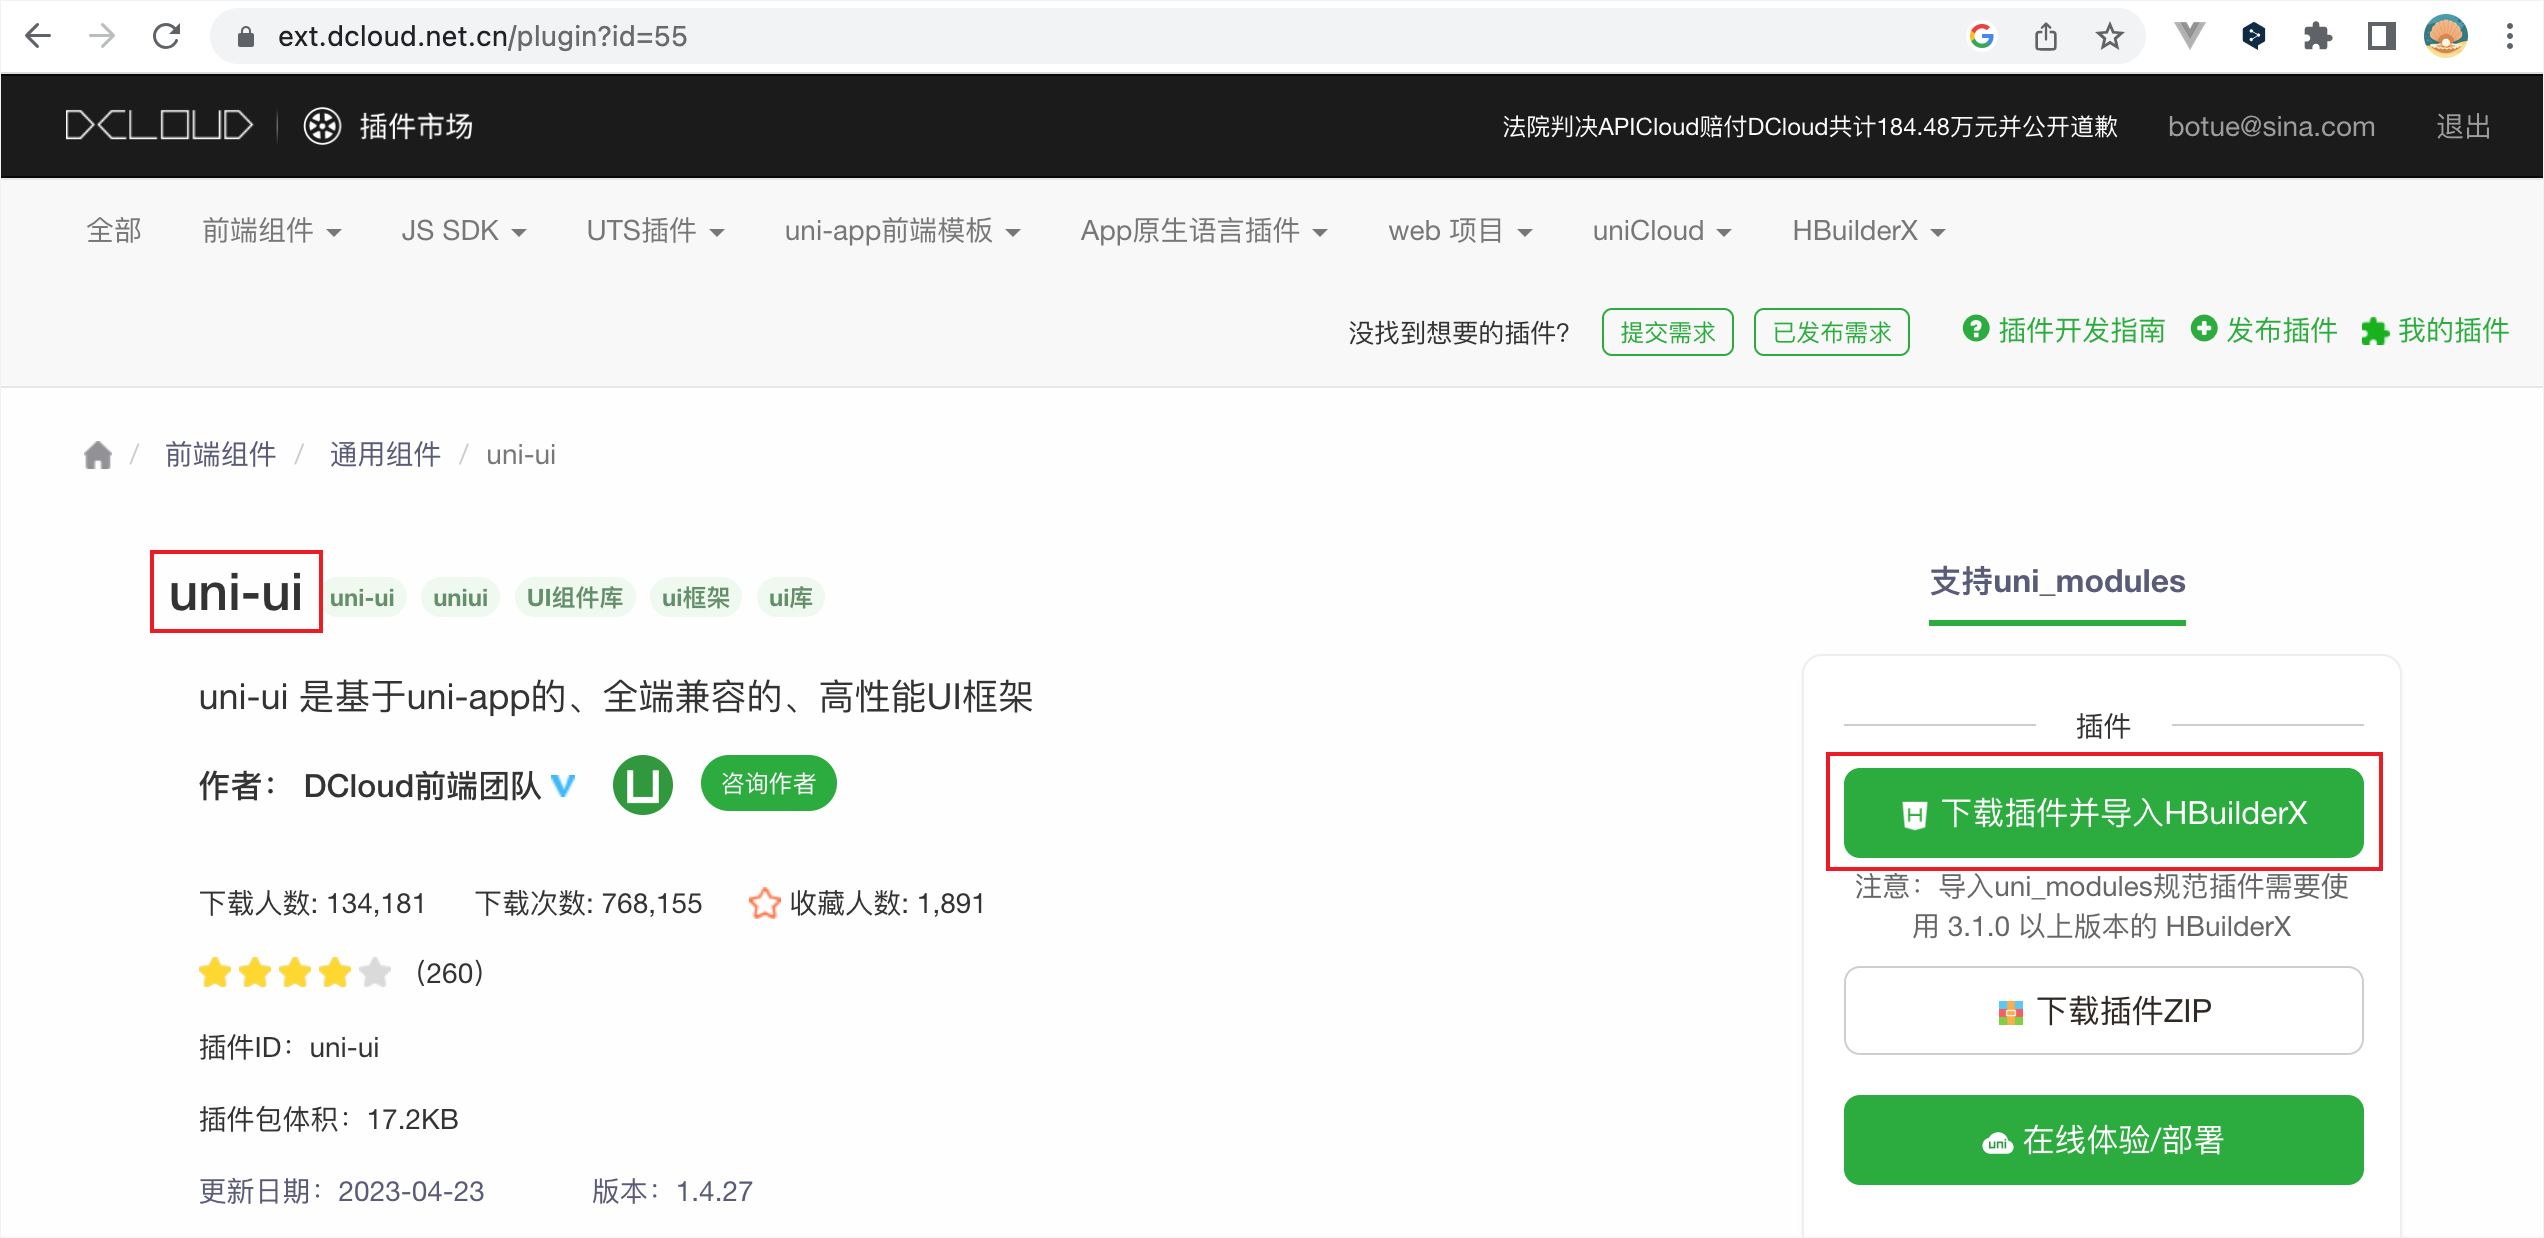 ext.dcloud.net.cn/plugin?id=55
DCLOUD 插件市场 法院判决APICloud赔付DCloud共计184.48万元并公开道歉 botue@sina.com 退出
全部 前端组件 JS SDK UTS插件 uni-app前端模板 App原生语言插件 web 项目 uniCloud HBuilderX
没找到想要的插件? 提交需求 已发布需求 插件开发指南 发布插件 我的插件
/ 前端组件 / 通用组件 / uni-ui
uni-ui uni-ui uniui UI组件库 ui框架 ui库
uni-ui 是基于uni-app的、全端兼容的、高性能UI框架
作者： DCloud前端团队 咨询作者
下载人数: 134,181 下载次数: 768,155 收藏人数: 1,891
（260）
插件ID：uni-ui
插件包体积：17.2KB
更新日期：2023-04-23 版本：1.4.27
支持uni_modules
插件
H 下载插件并导入HBuilderX
注意：导入uni_modules规范插件需要使
用 3.1.0 以上版本的 HBuilderX
下载插件ZIP
uni 在线体验/部署